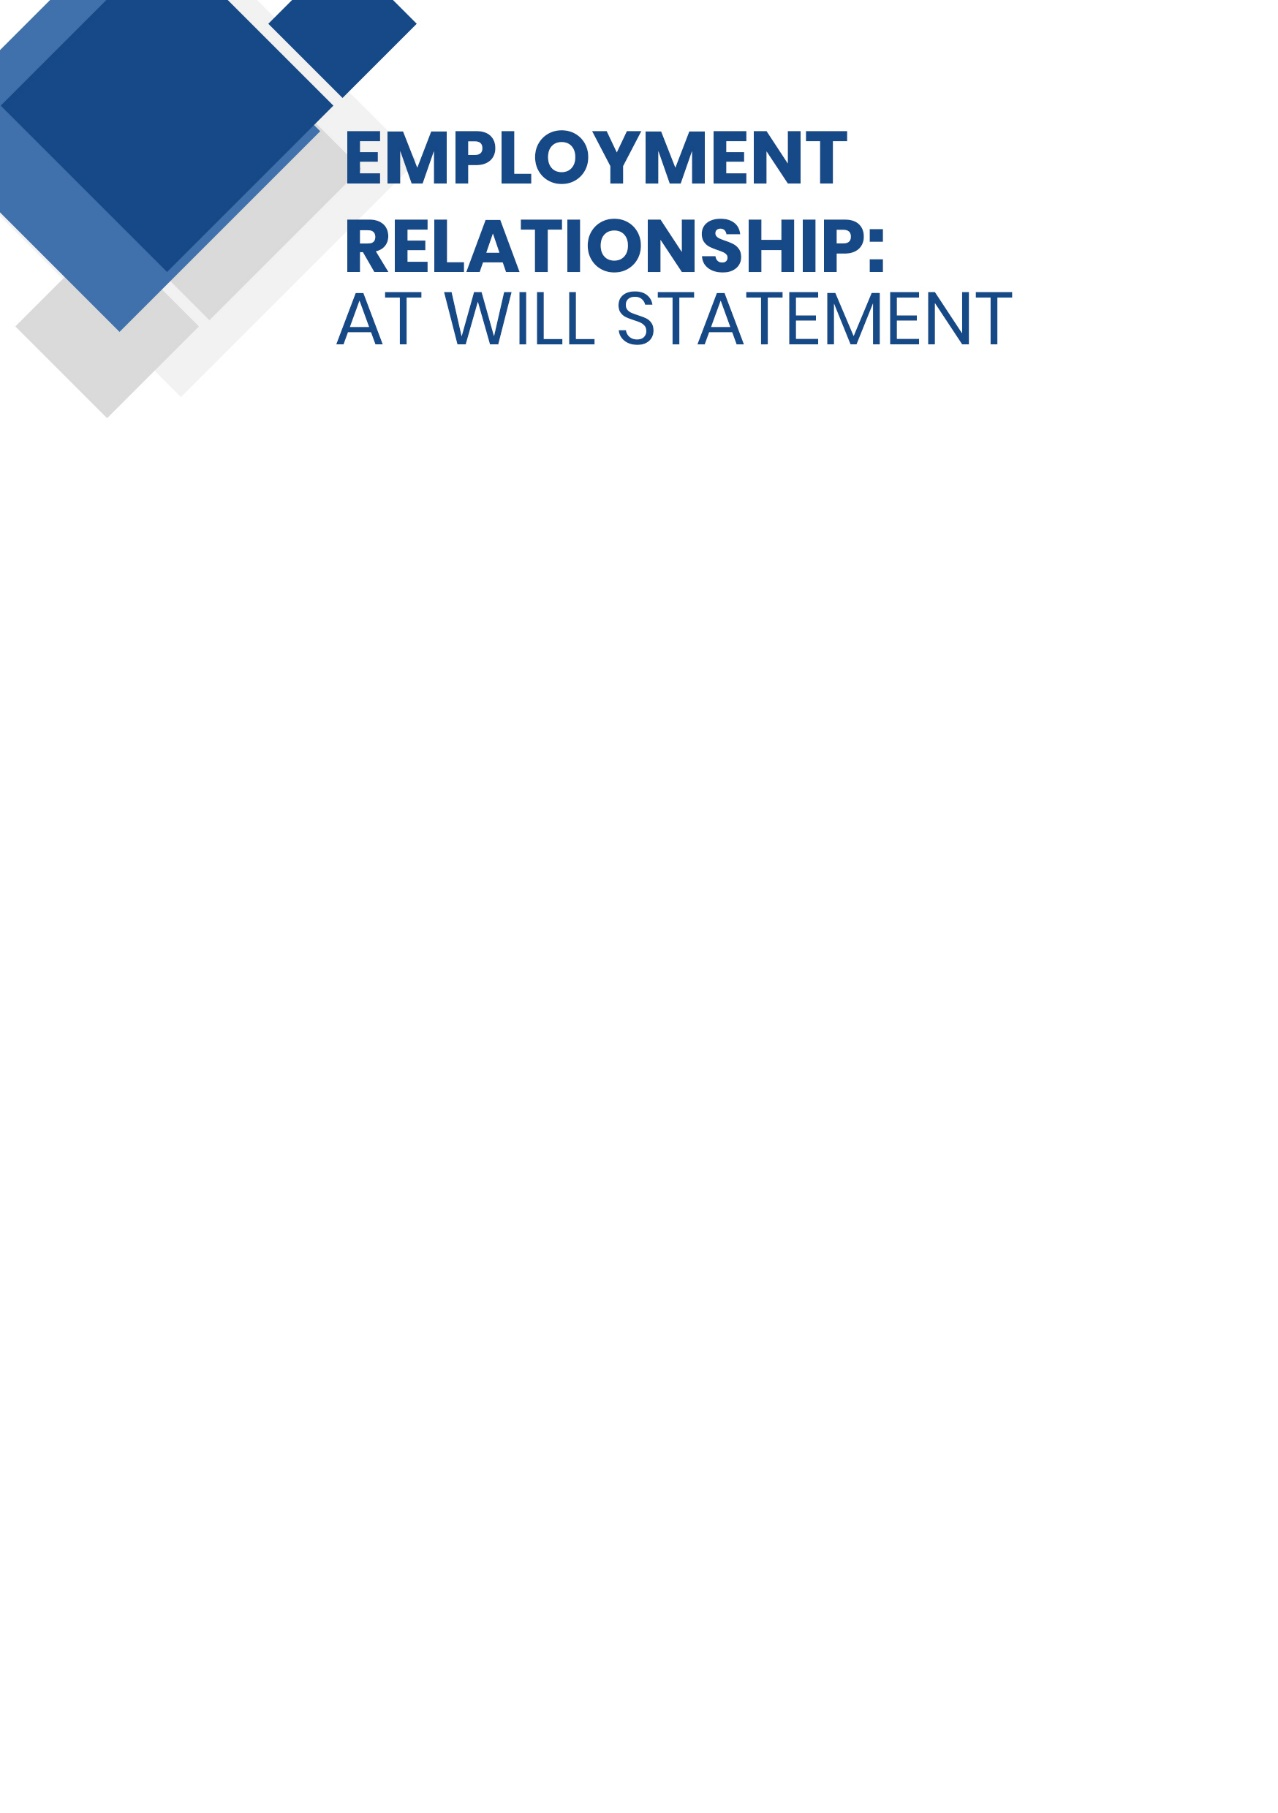 EMPLOYMENT
RELATIONSHIP:
AT WILL STATEMENT